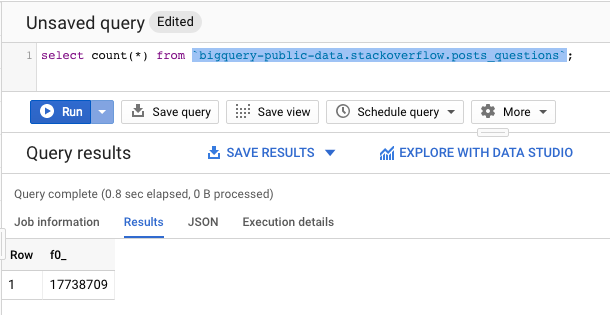 Unsaved query Edited
1 select count(*) from `bigquery-public-data.stackoverflow.posts_questions`;
Run Save query Save view Schedule query More
Query results SAVE RESULTS EXPLORE WITH DATA STUDIO
Query complete (0.8 sec elapsed, 0 B processed)
Job information Results JSON Execution details
Row f0_
1 17738709